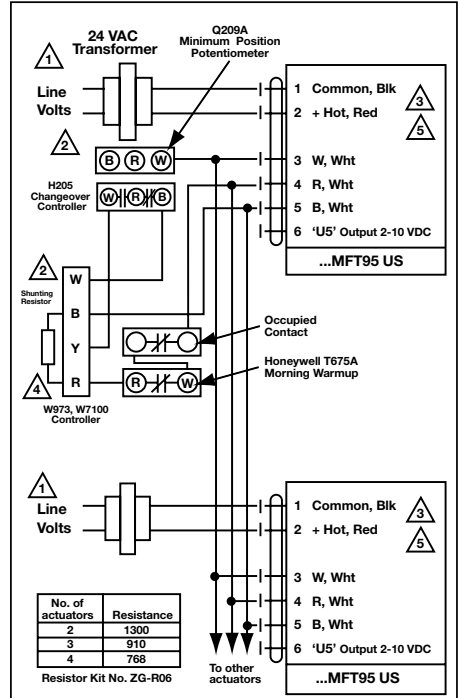 24 VAC
Transformer
Q209A
Minimum Position
Potentiometer
1
Line
Volts
1 Common, Blk
2 + Hot, Red
3
5
2
B R W
3 W, Wht
4 R, Wht
5 B, Wht
6 'U5' Output 2-10 VDC
...MFT95 US
H205
Changeover
Controller
W R B
2
Shunting
Resistor
W
B
Y
R
4
W973, W7100
Controller
Occupied
Contact
R W
Honeywell T675A
Morning Warmup
1
Line
Volts
1 Common, Blk
2 + Hot, Red
3
5
3 W, Wht
4 R, Wht
5 B, Wht
6 'U5' Output 2-10 VDC
...MFT95 US
No. of
actuators Resistance
2 1300
3 910
4 768
Resistor Kit No. ZG-R06
To other
actuators